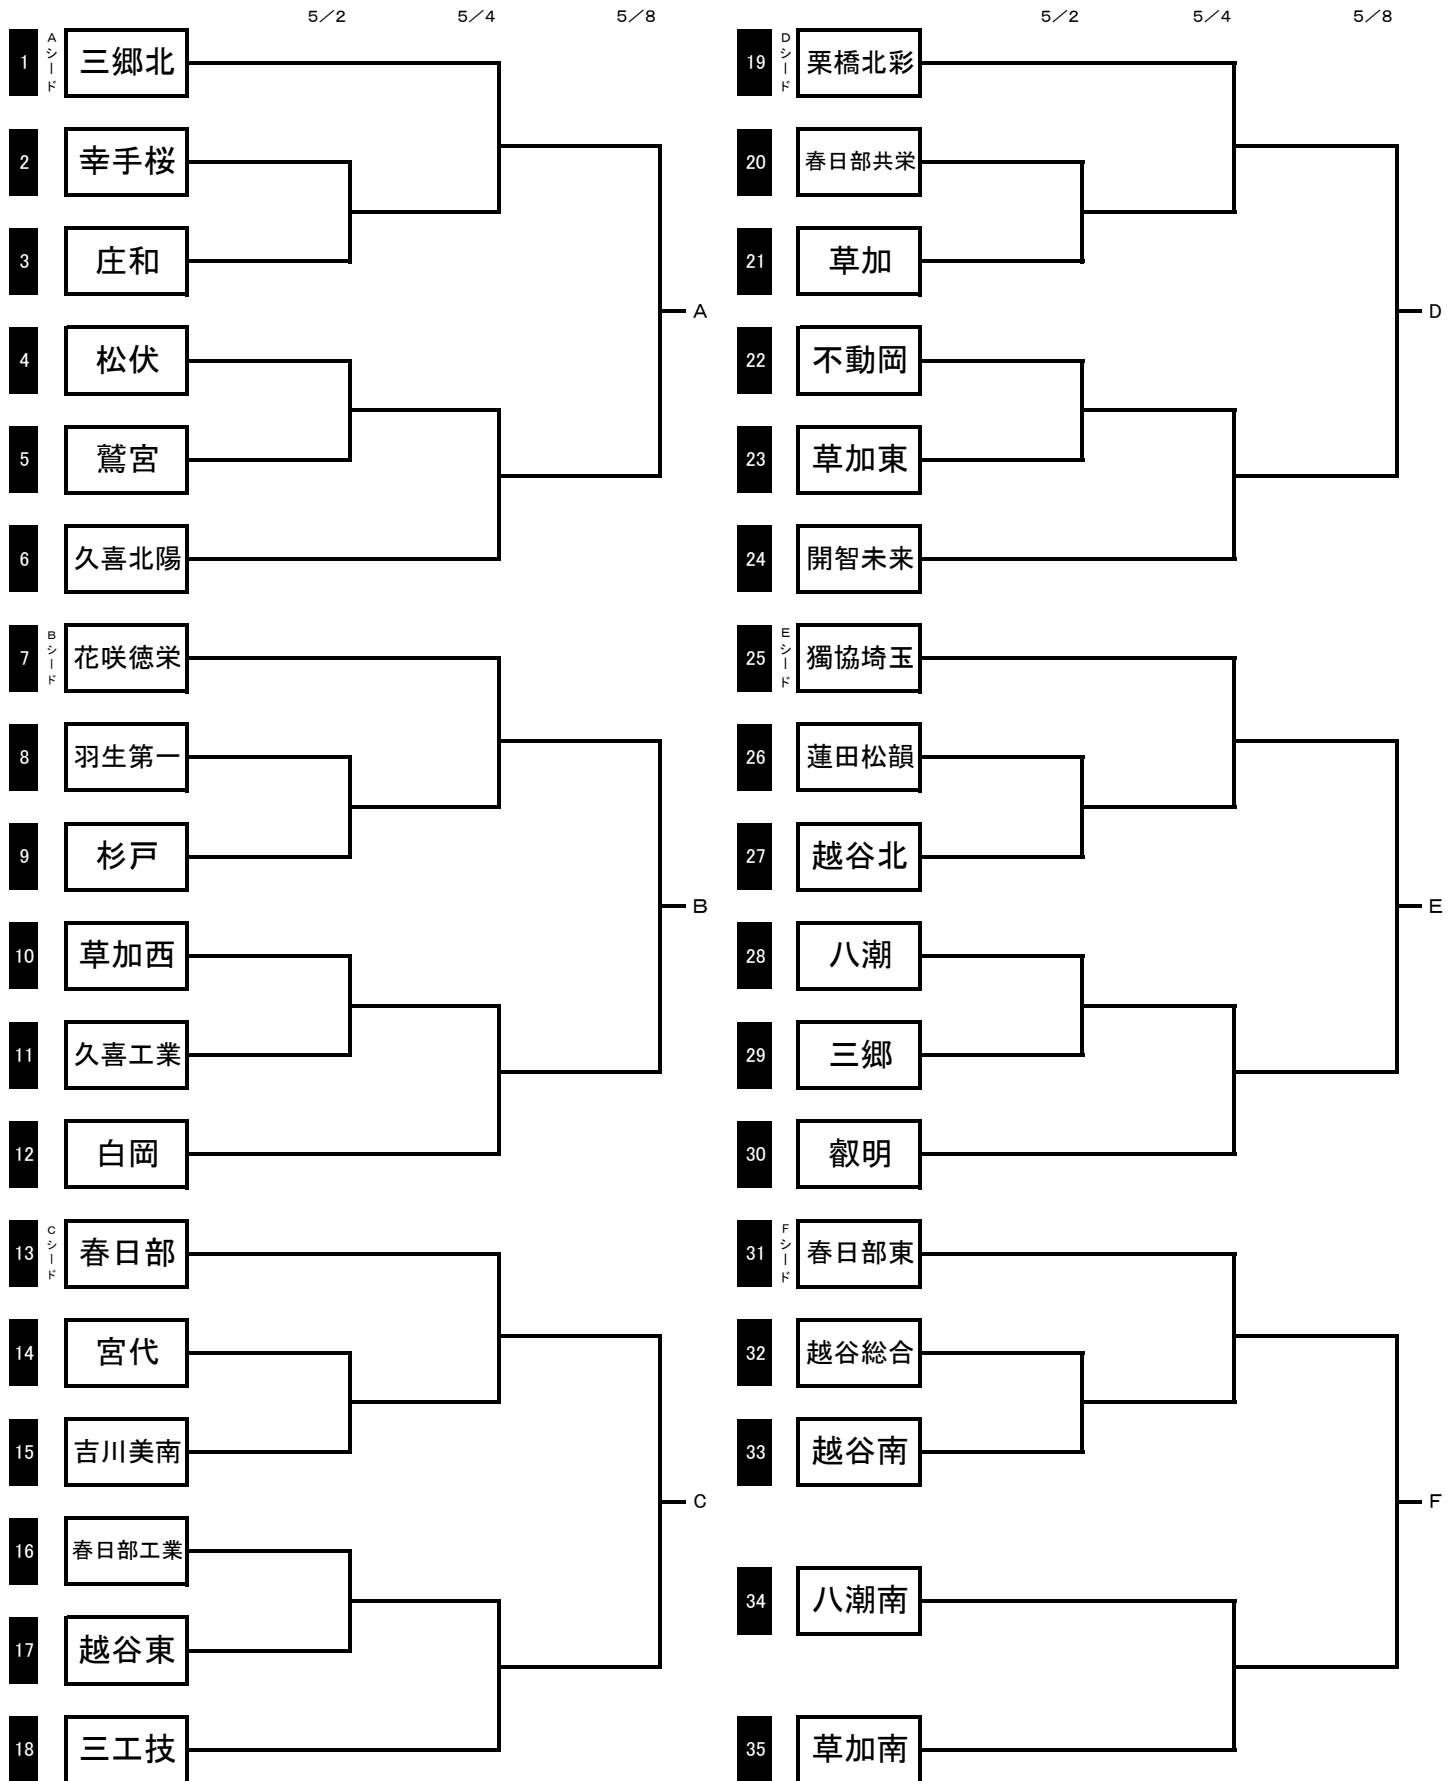 5/2 5/4 5/8
1 Aシード 三郷北
2 幸手桜
3 庄和
A
4 松伏
5 鷲宮
6 久喜北陽
7 Bシード 花咲徳栄
8 羽生第一
9 杉戸
B
10 草加西
11 久喜工業
12 白岡
13 Cシード 春日部
14 宮代
15 吉川美南
C
16 春日部工業
17 越谷東
18 三工技
5/2 5/4 5/8
19 Dシード 栗橋北彩
20 春日部共栄
21 草加
D
22 不動岡
23 草加東
24 開智未来
25 Eシード 獨協埼玉
26 蓮田松韻
27 越谷北
E
28 八潮
29 三郷
30 叡明
31 Fシード 春日部東
32 越谷総合
33 越谷南
F
34 八潮南
35 草加南